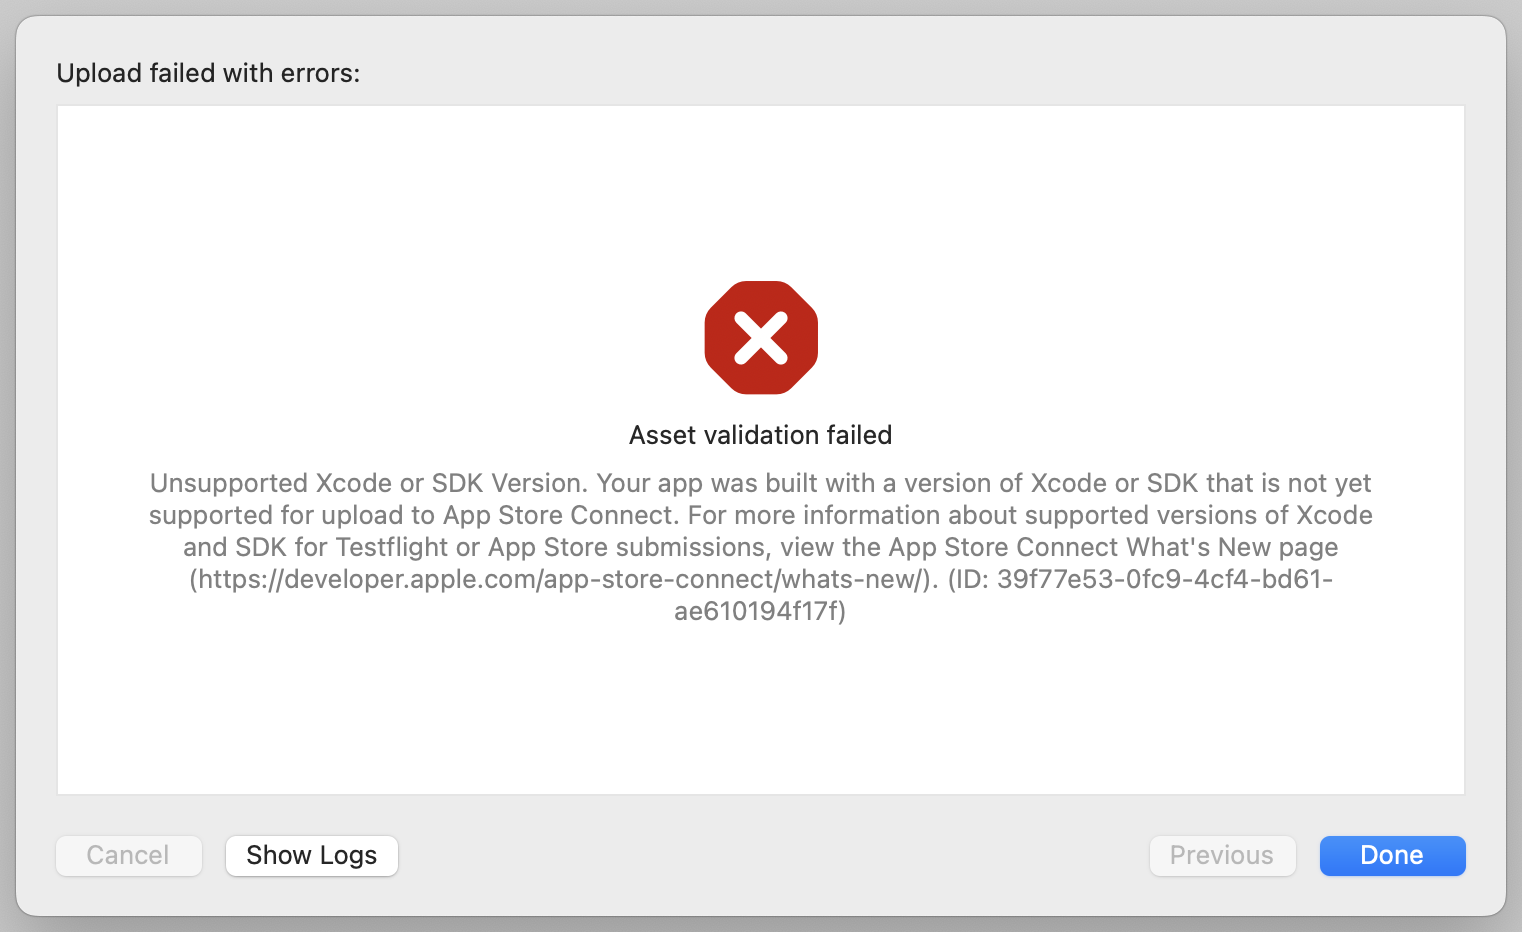 Upload failed with errors:
Asset validation failed
Unsupported Xcode or SDK Version. Your app was built with a version of Xcode or SDK that is not yet
supported for upload to App Store Connect. For more information about supported versions of Xcode
and SDK for Testflight or App Store submissions, view the App Store Connect What's New page
(https://developer.apple.com/app-store-connect/whats-new/). (ID: 39f77e53-0fc9-4cf4-bd61-
ae610194f17f)
Cancel
Show Logs
Previous
Done